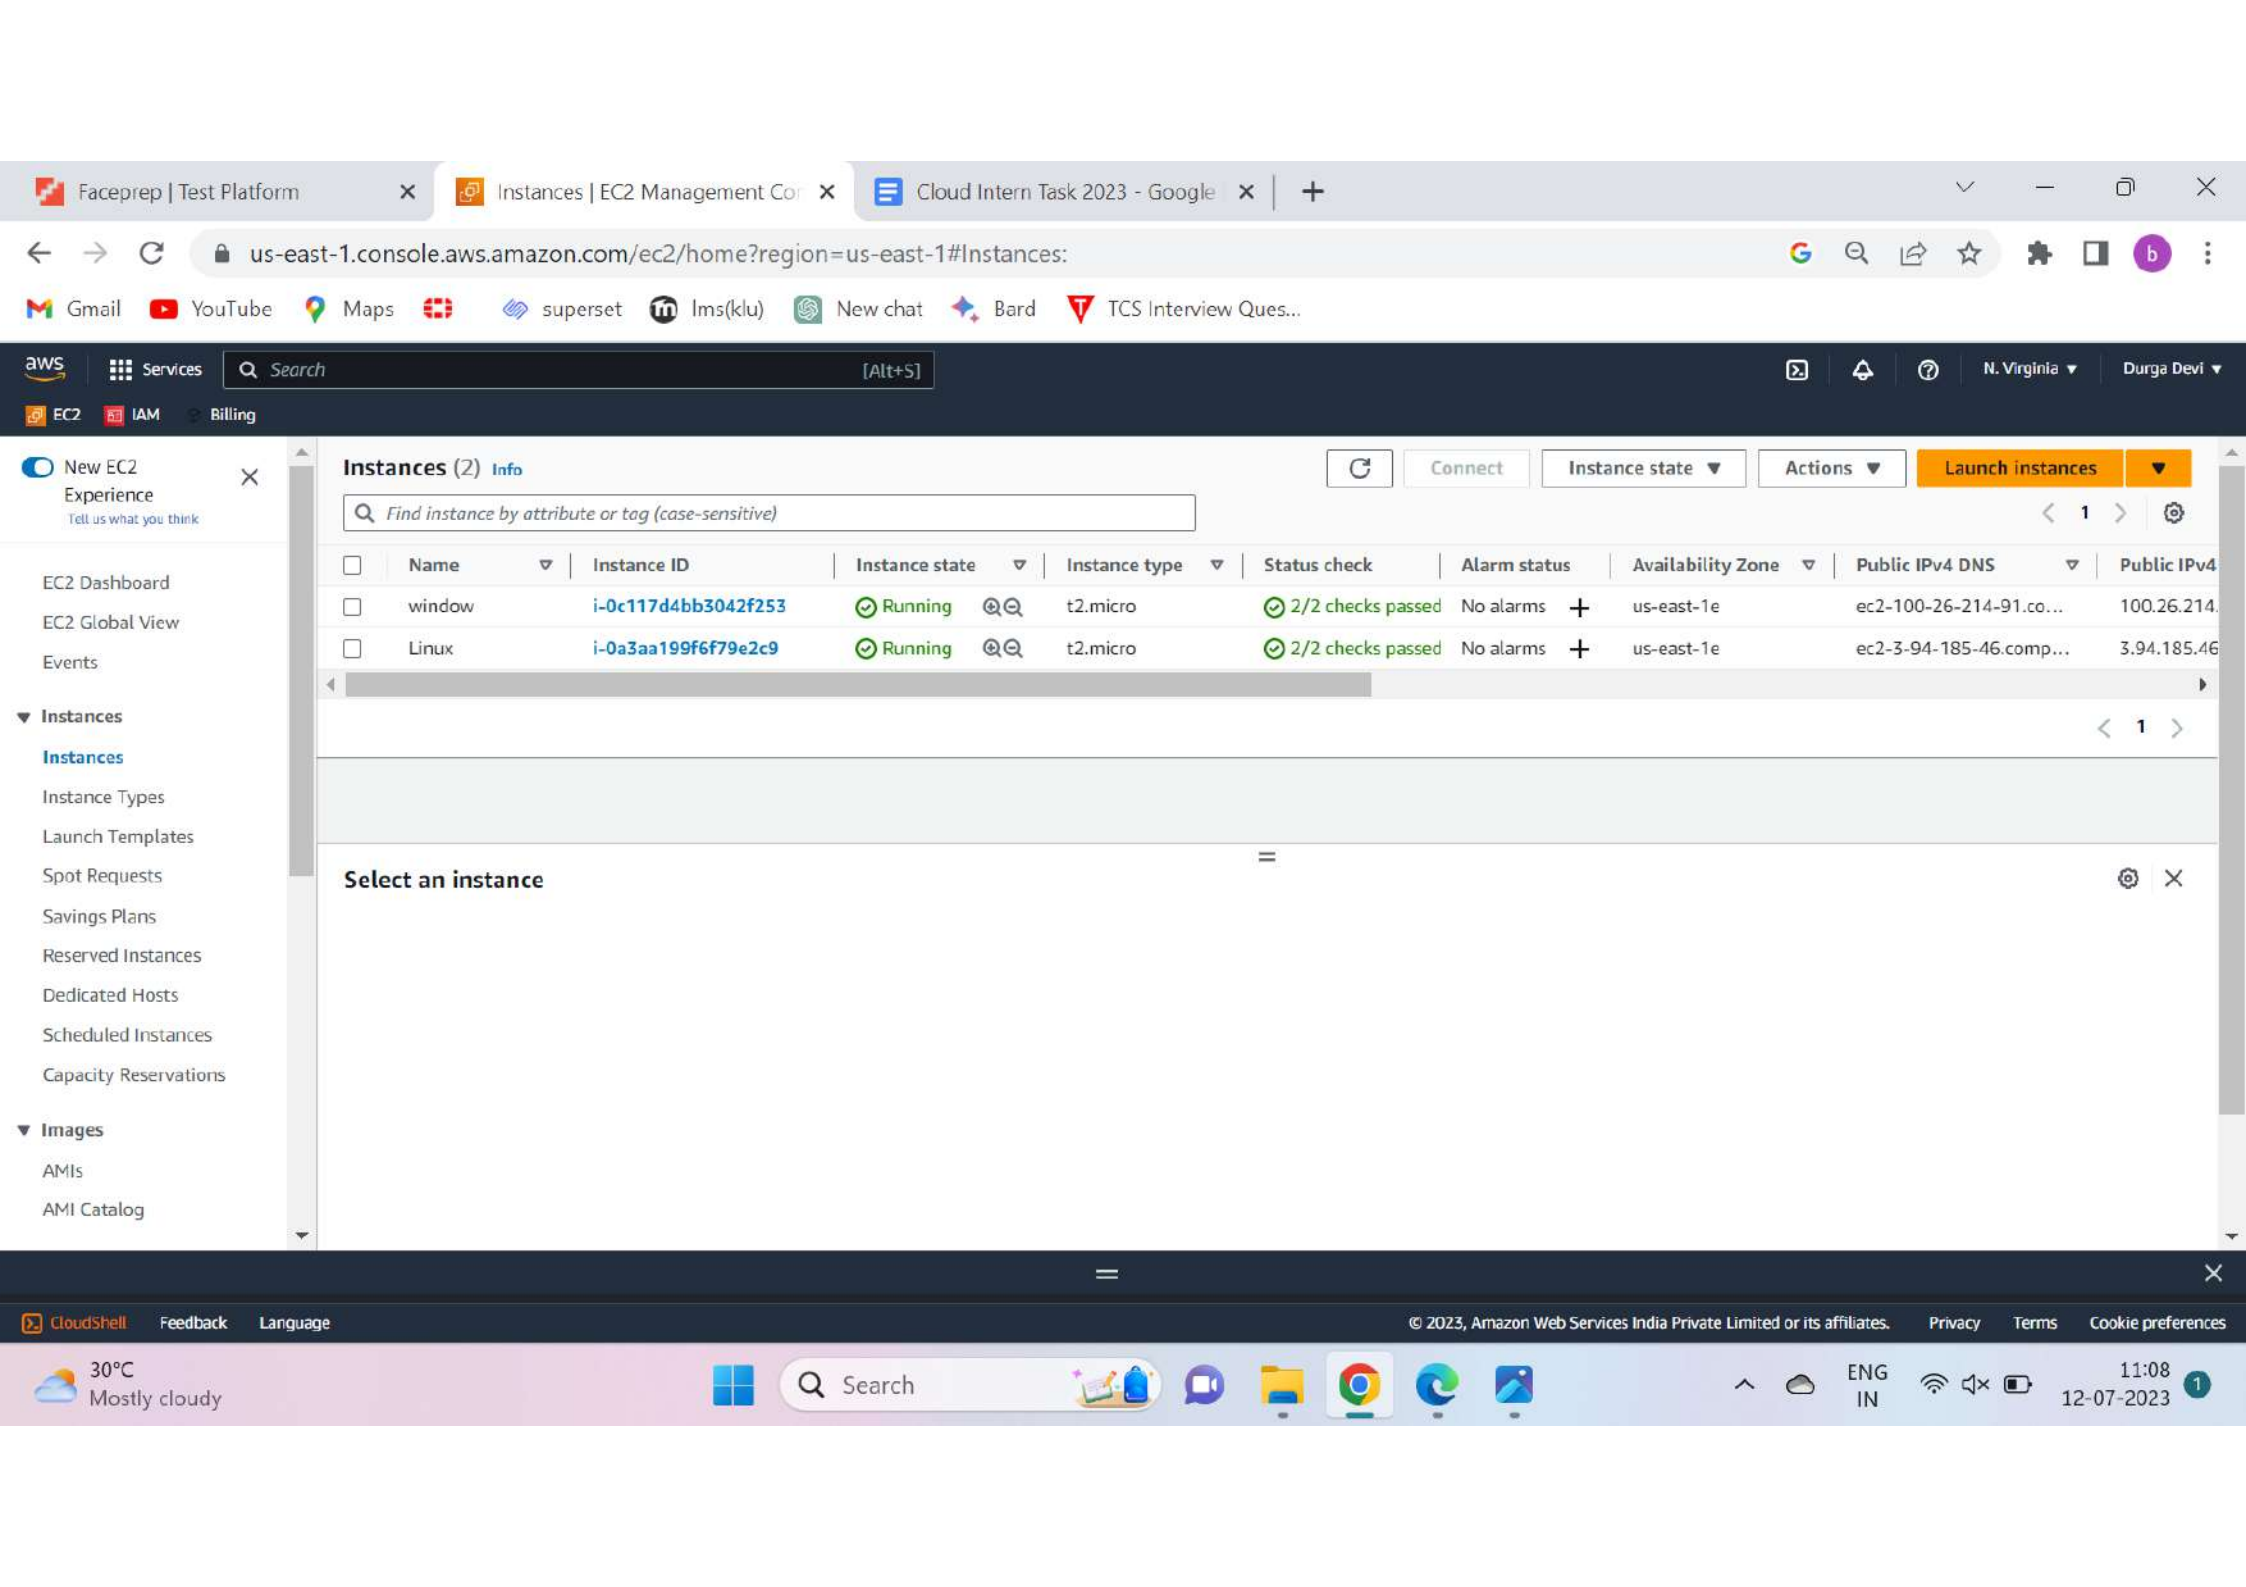 Faceprep | Test Platform
Instances | EC2 Management Cor
Cloud Intern Task 2023 - Google
us-east-1.console.aws.amazon.com/ec2/home?region=us-east-1#Instances:
b
Gmail YouTube Maps superset lms(klu) New chat Bard TCS Interview Ques...
aws Services Search [Alt+S] N. Virginia Durga Devi
EC2 IAM Billing
New EC2
Experience
Tell us what you think
EC2 Dashboard
EC2 Global View
Events
Instances
Instances
Instance Types
Launch Templates
Spot Requests
Savings Plans
Reserved Instances
Dedicated Hosts
Scheduled Instances
Capacity Reservations
Images
AMIs
AMI Catalog
Instances (2) Info Connect Instance state Actions Launch instances
Find instance by attribute or tag (case-sensitive) 1
Name Instance ID Instance state Instance type Status check Alarm status Availability Zone Public IPv4 DNS Public IPv4
window i-0c117d4bb3042f253 Running t2.micro 2/2 checks passed No alarms us-east-1e ec2-100-26-214-91.co... 100.26.214.
Linux i-0a3aa199f6f79e2c9 Running t2.micro 2/2 checks passed No alarms us-east-1e ec2-3-94-185-46.comp... 3.94.185.46
1
Select an instance
CloudShell Feedback Language © 2023, Amazon Web Services India Private Limited or its affiliates. Privacy Terms Cookie preferences
30°C
Mostly cloudy
Search
ENG
IN
11:08
12-07-2023
1